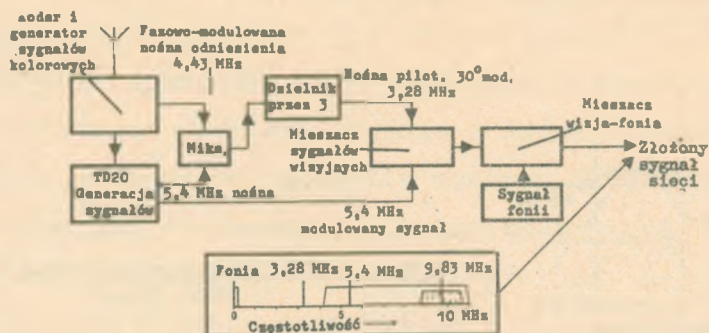 koder i
generator
sygnałów
kolorowych
Fazowo-modulowana
nośna odniesienia
4,43 MHz
Dzielnik
przez 3
Nośna pilot. 30° mod.
3,28 MHz
Miks.
Mieszacz
sygnałów
wizyjnych
Mieszacz
wizja-fonia
Złożony
sygnał
sieci
TD20
Generacja
sygnałów
5,4 MHz nośna
5,4 MHz
modulowany sygnał
Sygnał
fonii
Fonia 3,28 MHz 5,4 MHz 9,83 MHz
5
10 MHz
Częstotliwość